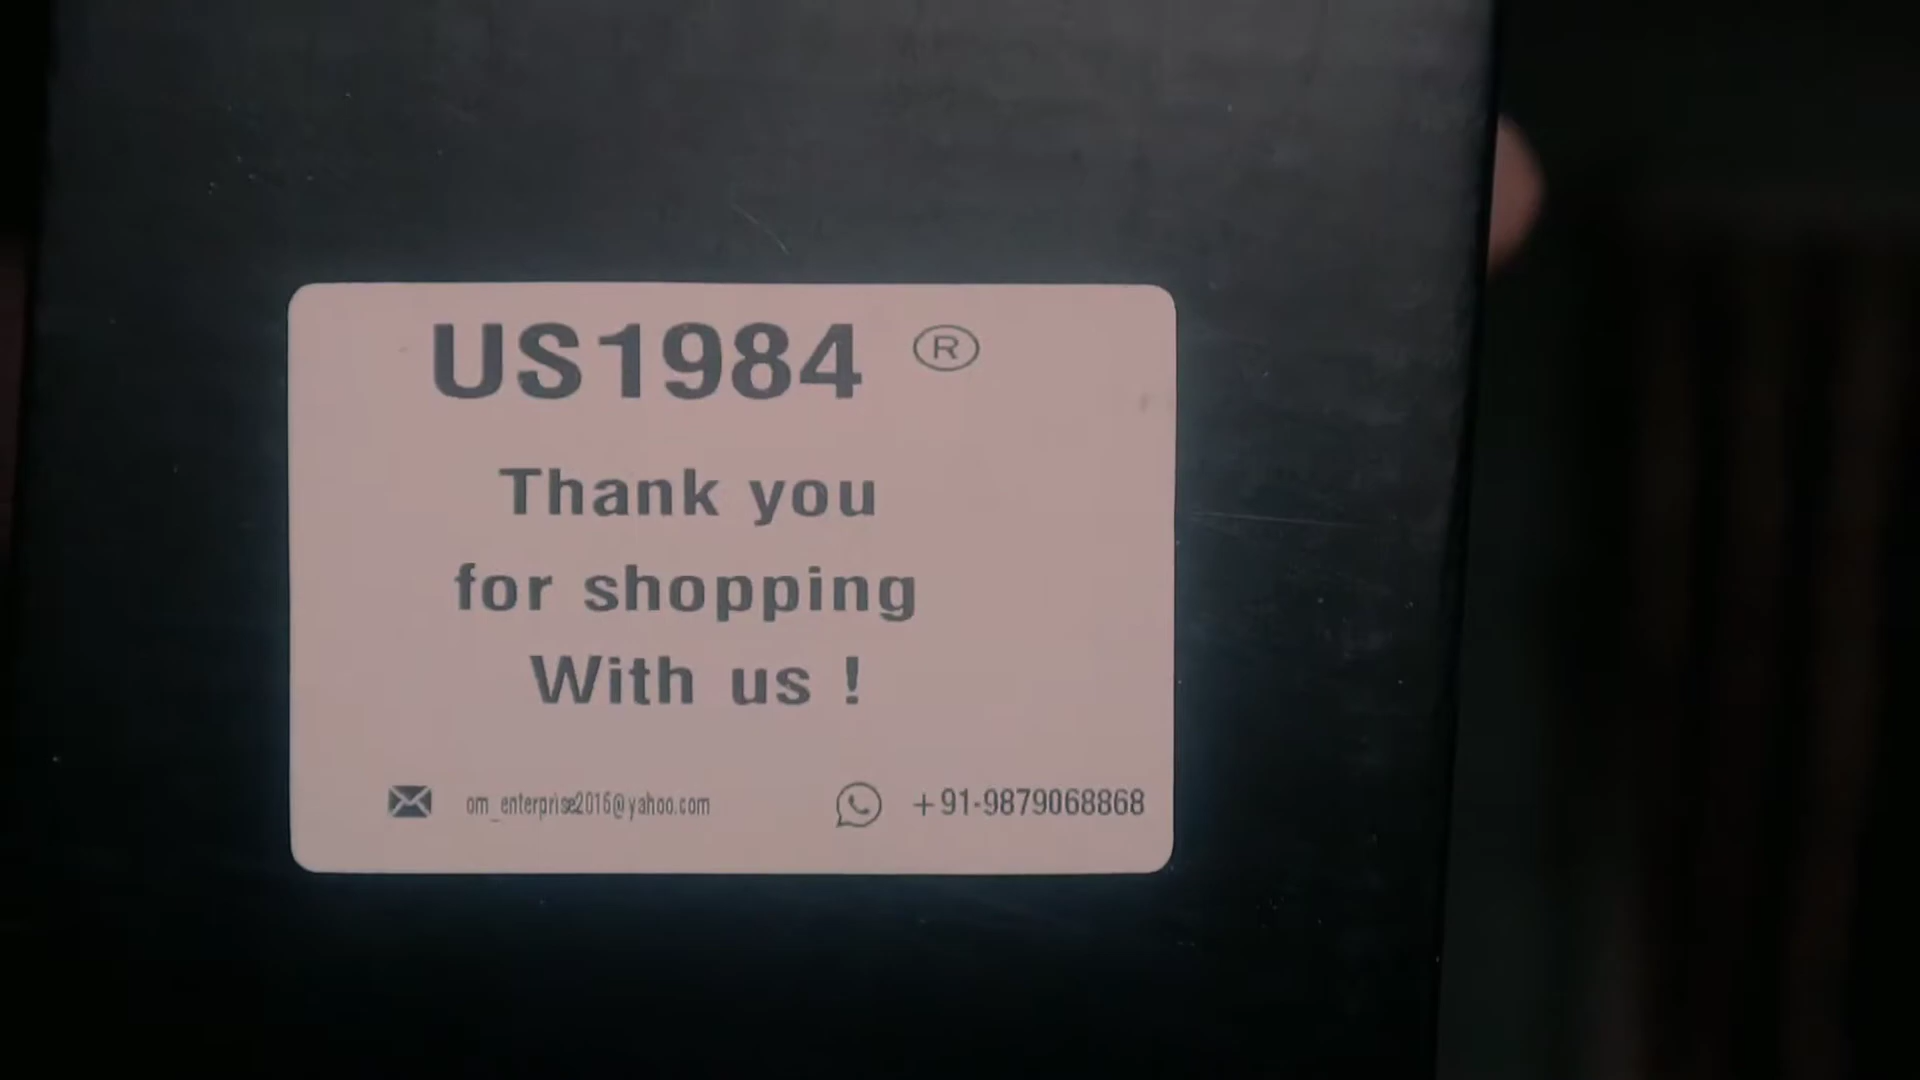 US1984 ®
Thank you
for shopping
With us !
om_enterprise2016@yahoo.com +91-9879068868